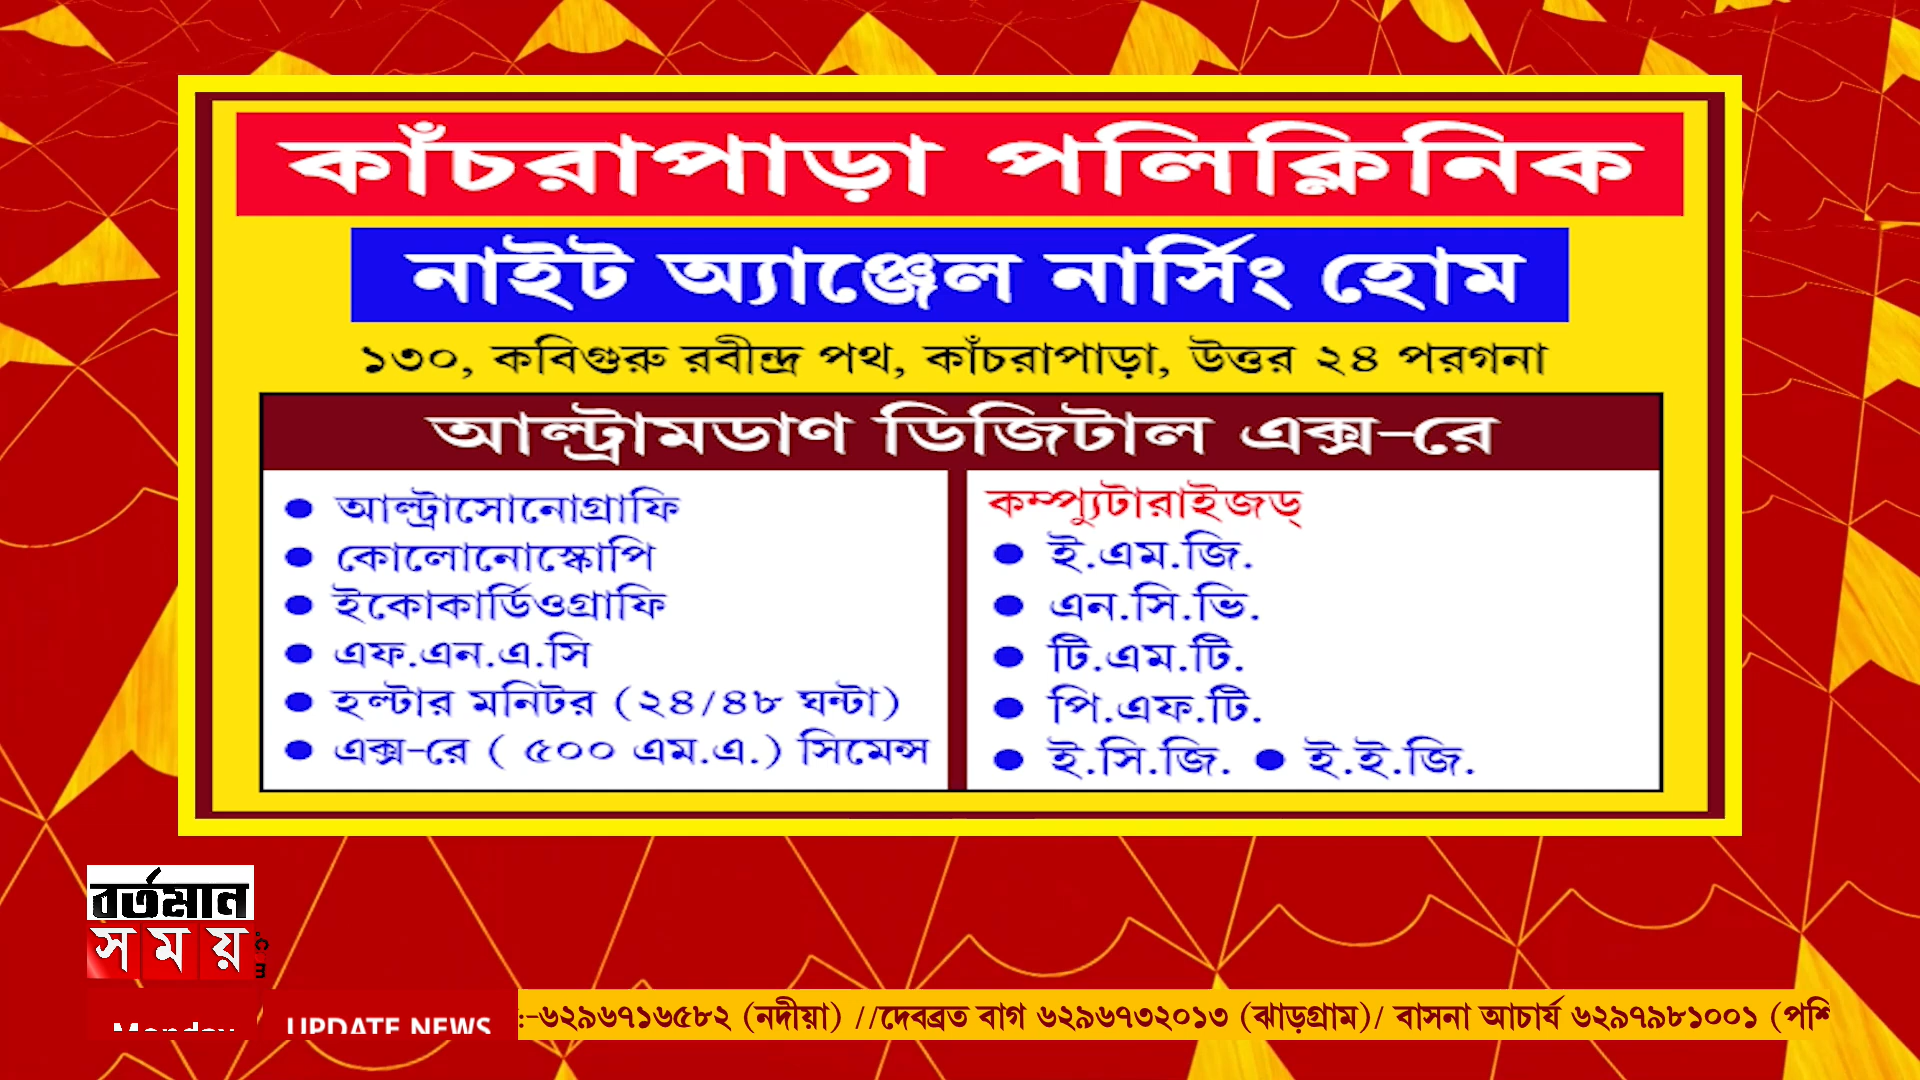 কাঁচরাপাড়া পলিক্লিনিক
নাইট অ্যাঞ্জেল নার্সিং হোম
১৩০, কবিগুরু রবীন্দ্র পথ, কাঁচরাপাড়া, উত্তর ২৪ পরগনা
আল্ট্রামডাণ ডিজিটাল এক্স-রে
● আল্ট্রাসোনোগ্রাফি
● কোলোনোস্কোপি
● ইকোকার্ডিওগ্রাফি
● এফ.এন.এ.সি
● হল্টার মনিটর (২৪/৪৮ ঘন্টা)
● এক্স-রে ( ৫০০ এম.এ.) সিমেন্স
কম্প্যুটারাইজড্
● ই.এম.জি.
● এন.সি.ভি.
● টি.এম.টি.
● পি.এফ.টি.
● ই.সি.জি. ● ই.ই.জি.
বর্তমান
সময়
Monday
UPDATE NEWS
:-৬২৯৬৭১৬৫৮২ (নদীয়া) //দেবব্রত বাগ ৬২৯৬৭৩২০১৩ (ঝাড়গ্রাম)/ বাসনা আচার্য ৬২৯৭৯৮১০০১ (পশি